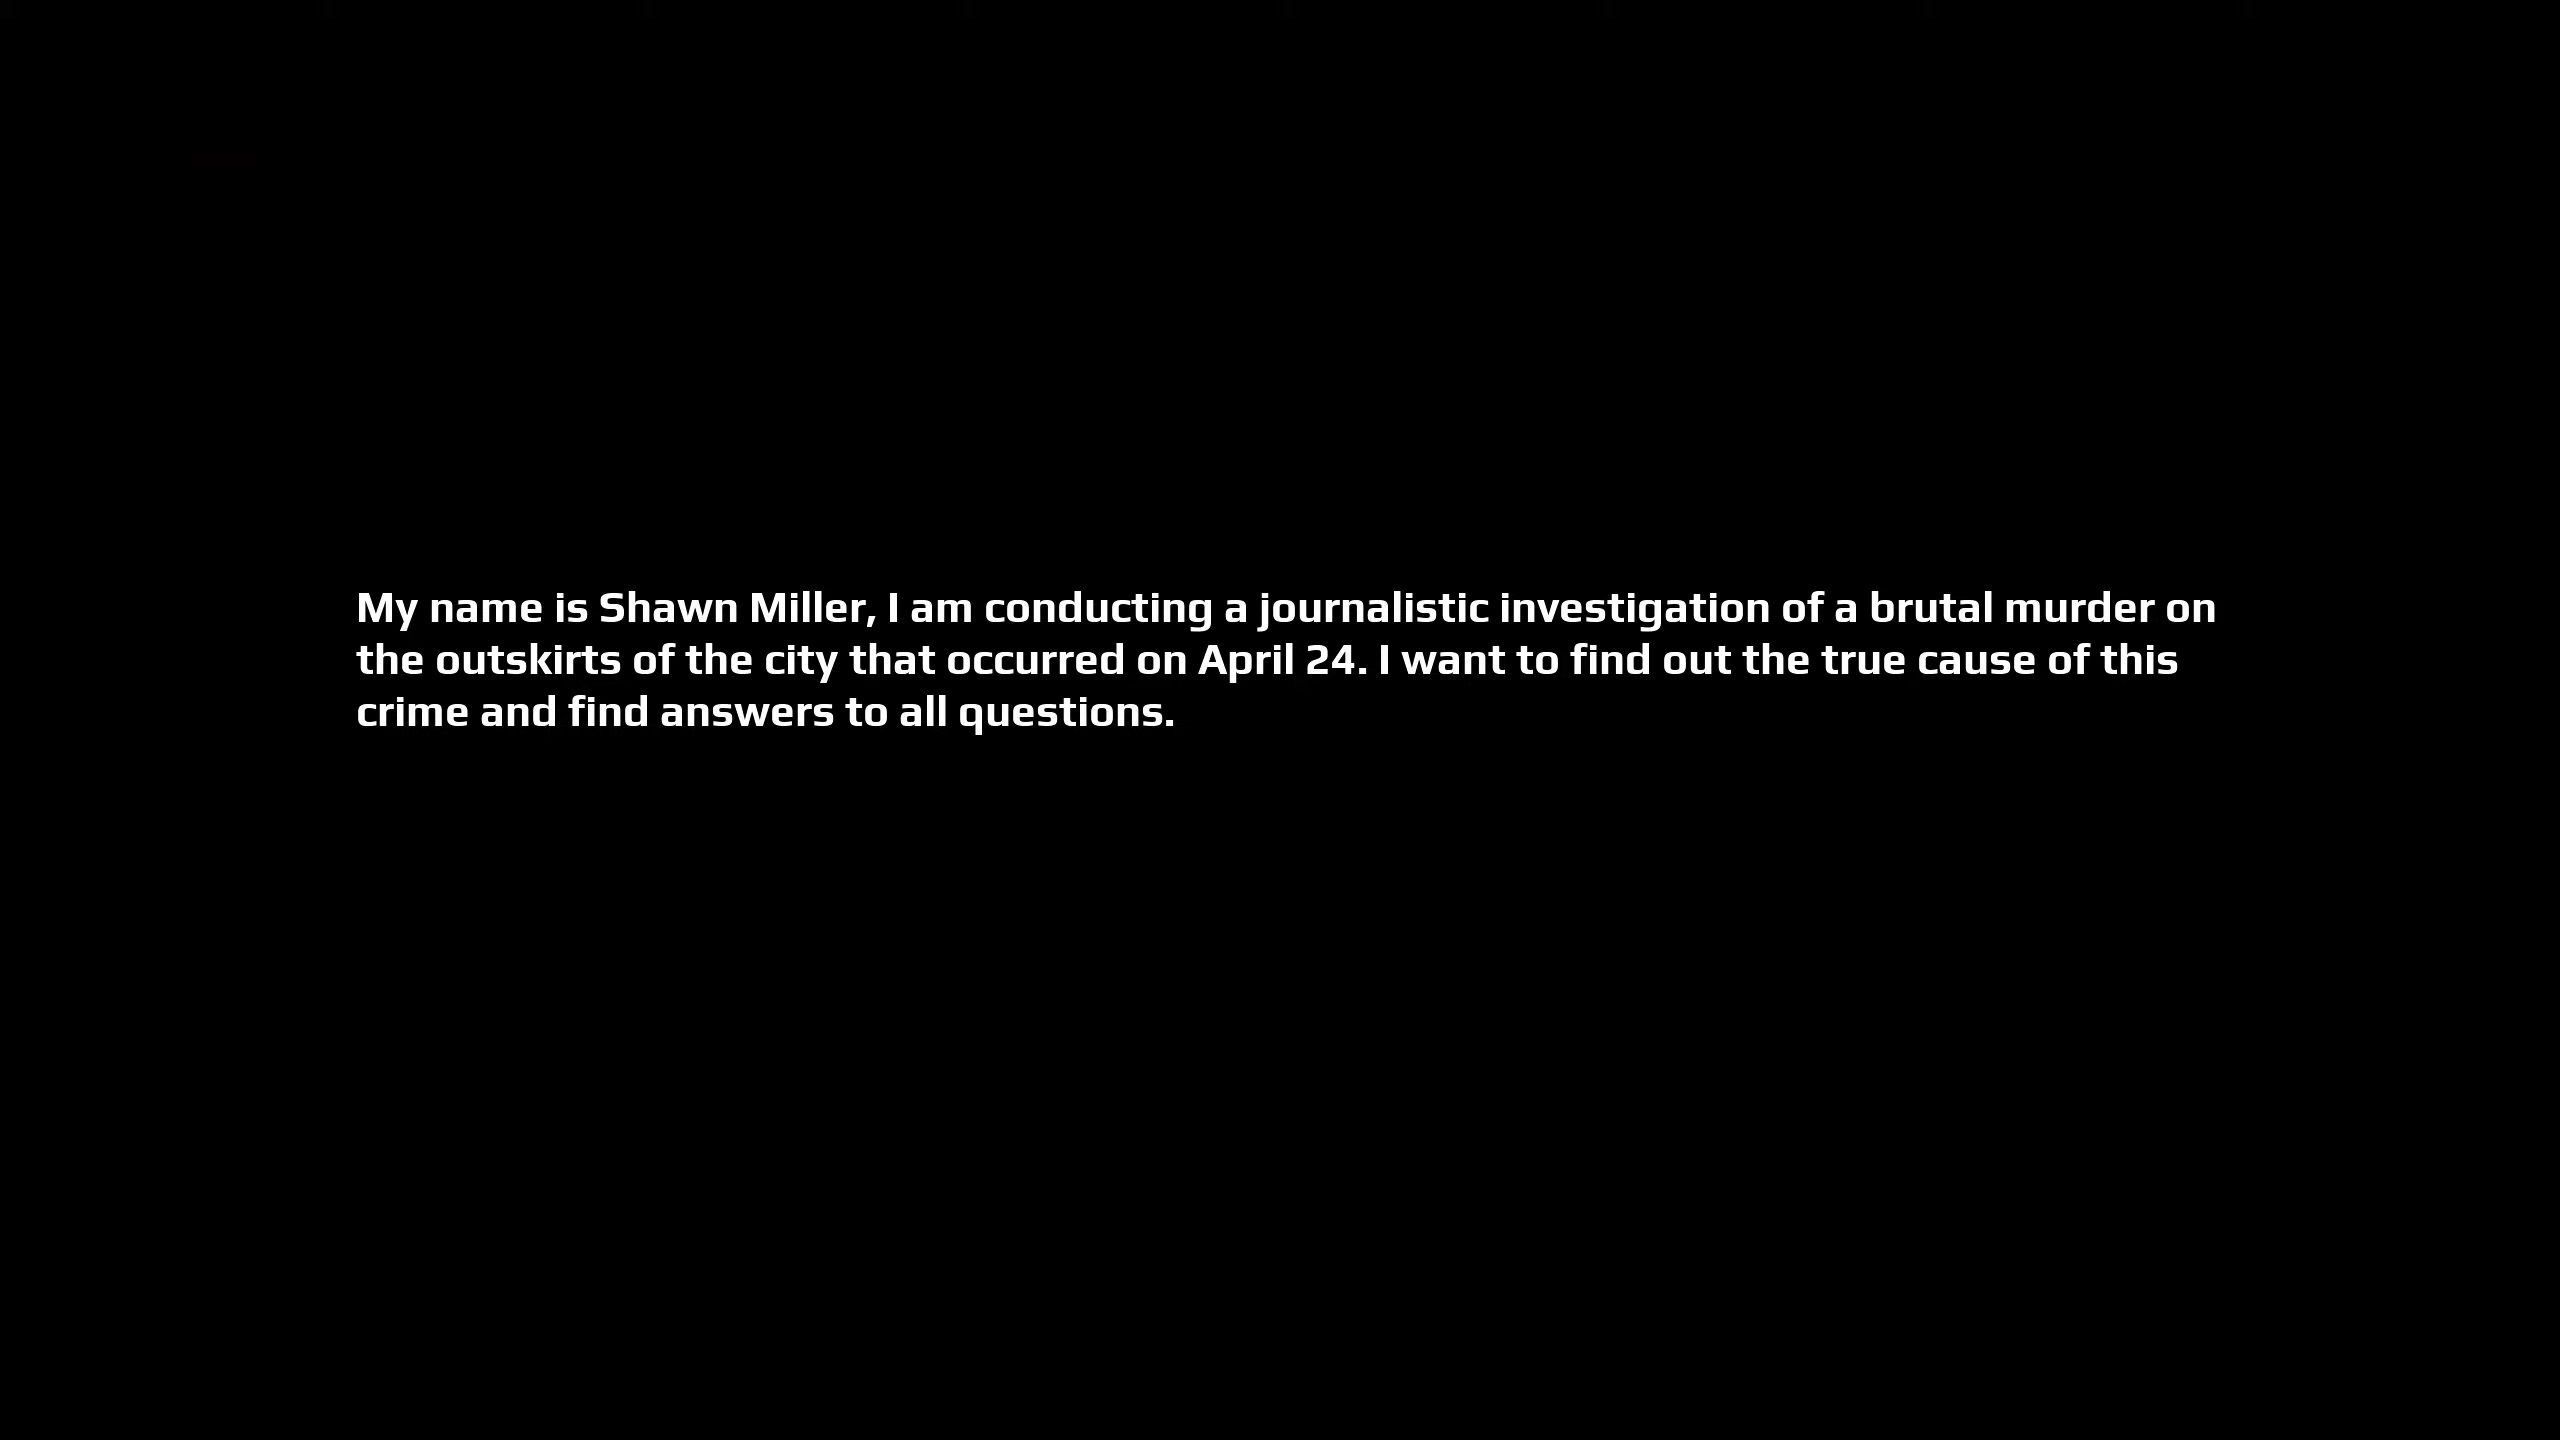 My name is Shawn Miller, I am conducting a journalistic investigation of a brutal murder on
the outskirts of the city that occurred on April 24. I want to find out the true cause of this
crime and find answers to all questions.